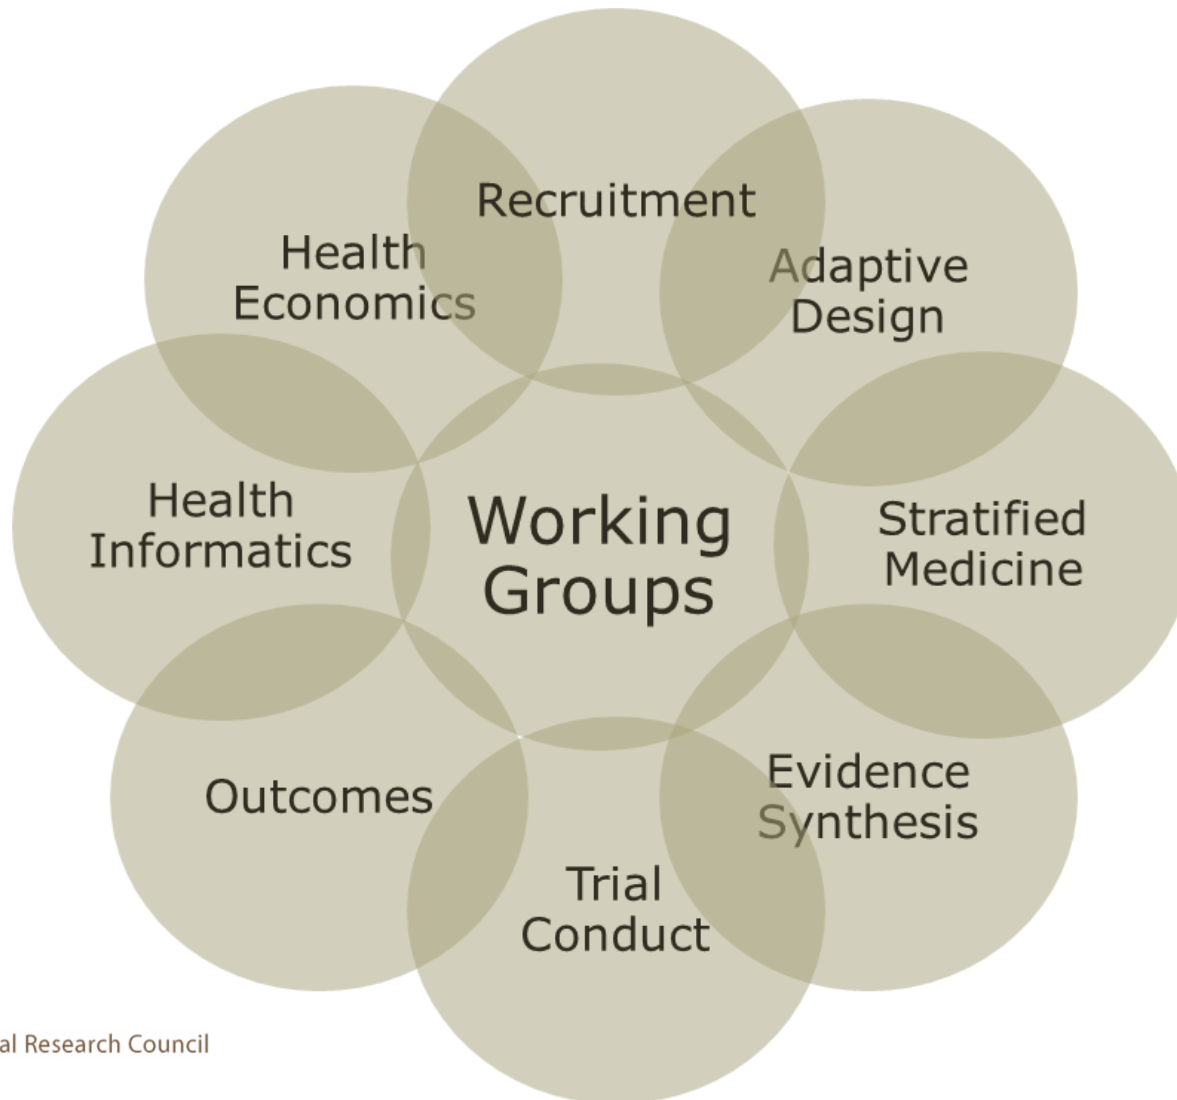 Recruitment
Adaptive
Design
Stratified
Medicine
Evidence
Synthesis
Trial
Conduct
Outcomes
Health
Informatics
Health
Economics
Working
Groups
al Research Council